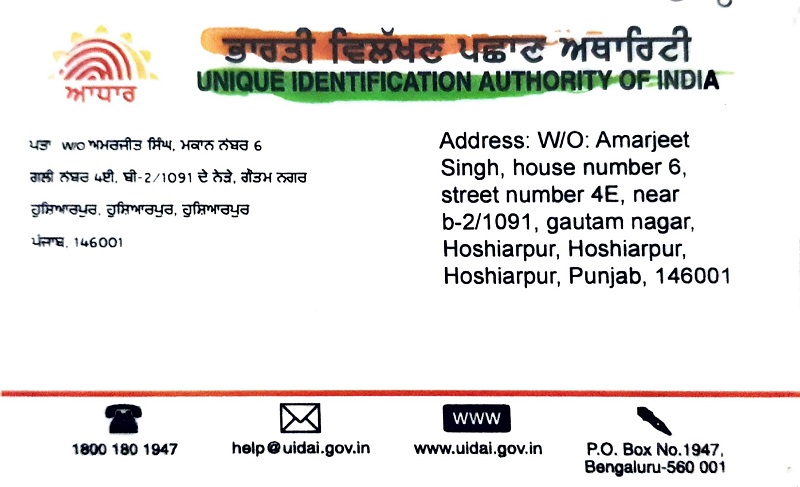 ਭਾਰਤੀ ਵਿਲੱਖਣ ਪਛਾਣ ਅਥਾਰਿਟੀ
UNIQUE IDENTIFICATION AUTHORITY OF INDIA
ਆਧਾਰ
ਪਤਾ W/O ਅਮਰਜੀਤ ਸਿੰਘ, ਮਕਾਨ ਨੰਬਰ 6
ਗਲੀ ਨੰਬਰ 4ਈ, ਬੀ-2/1091 ਦੇ ਨੇੜੇ, ਗੌਤਮ ਨਗਰ
ਹੁਸ਼ਿਆਰਪੁਰ, ਹੁਸ਼ਿਆਰਪੁਰ, ਹੁਸ਼ਿਆਰਪੁਰ
ਪੰਜਾਬ, 146001
Address: W/O: Amarjeet
Singh, house number 6,
street number 4E, near
b-2/1091, gautam nagar,
Hoshiarpur, Hoshiarpur,
Hoshiarpur, Punjab, 146001
1800 180 1947
help@uidai.gov.in
WWW
www.uidai.gov.in
P.O. Box No.1947,
Bengaluru-560 001